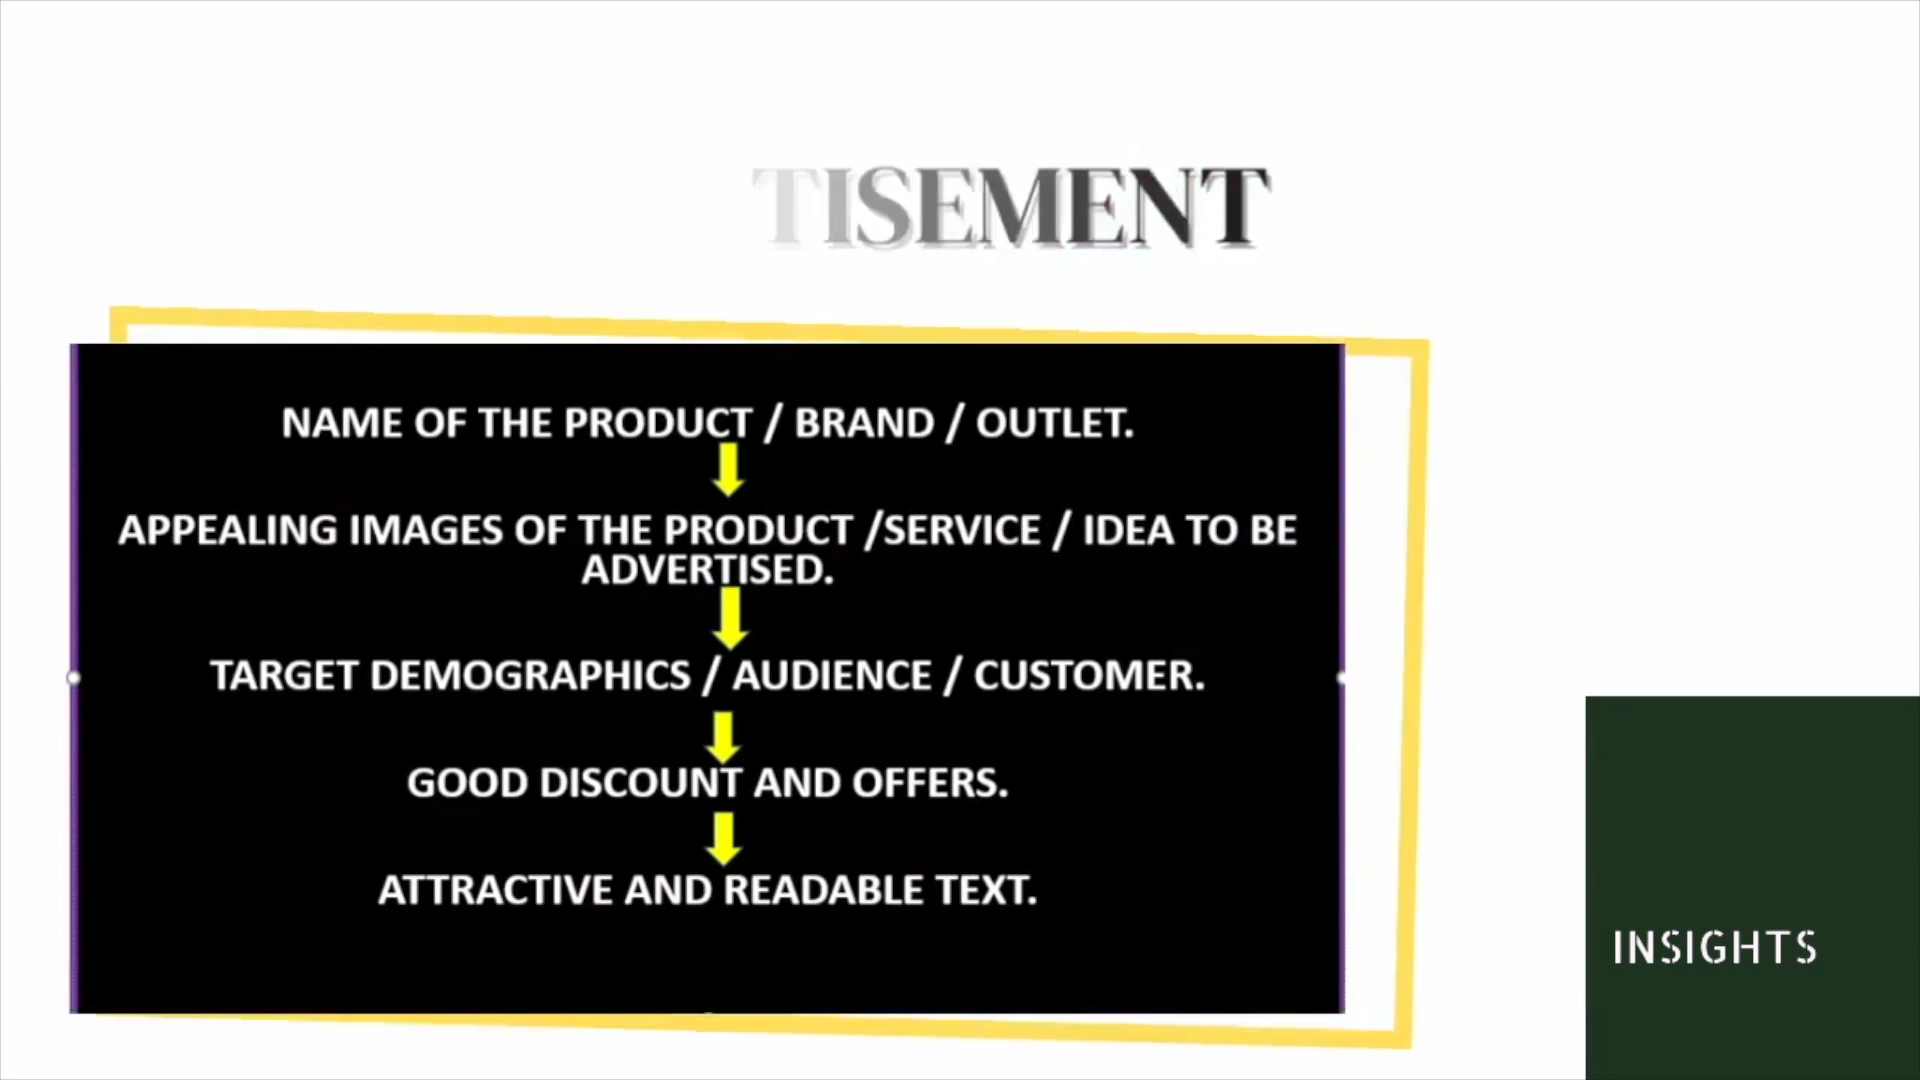 TISEMENT
NAME OF THE PRODUCT / BRAND / OUTLET.
APPEALING IMAGES OF THE PRODUCT /SERVICE / IDEA TO BE
ADVERTISED.
TARGET DEMOGRAPHICS / AUDIENCE / CUSTOMER.
GOOD DISCOUNT AND OFFERS.
ATTRACTIVE AND READABLE TEXT.
INSIGHTS